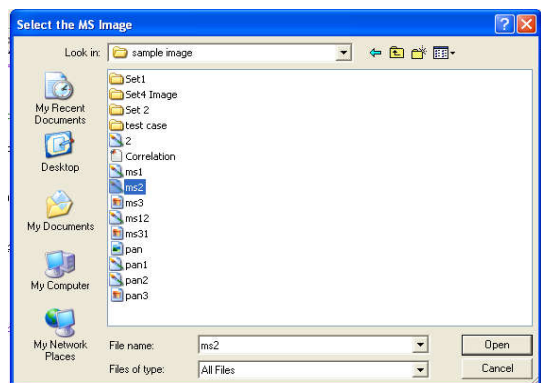 Select the MS Image
Look in:
sample image
My Recent
Documents
Desktop
My Documents
My Computer
My Network
Places
Set1
Set4 Image
Set 2
test case
2
Correlation
ms1
ms2
ms3
ms12
ms31
pan
pan1
pan2
pan3
File name:
ms2
Open
Files of type:
All Files
Cancel